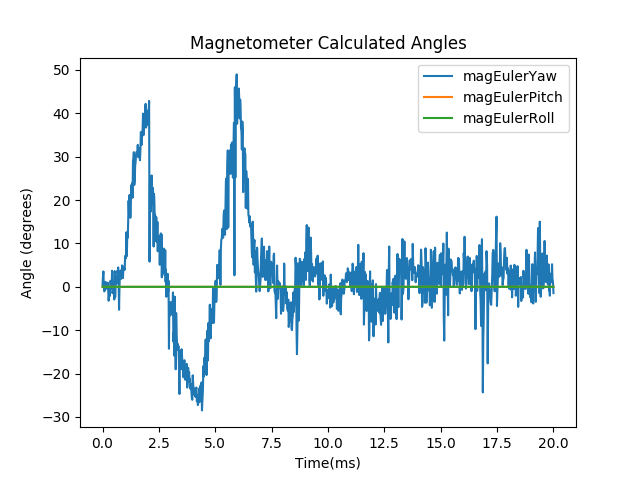 Magnetometer Calculated Angles
magEulerYaw
magEulerPitch
magEulerRoll
Angle (degrees)
50
40
30
20
10
0
−10
−20
−30
0.0 2.5 5.0 7.5 10.0 12.5 15.0 17.5 20.0
Time(ms)